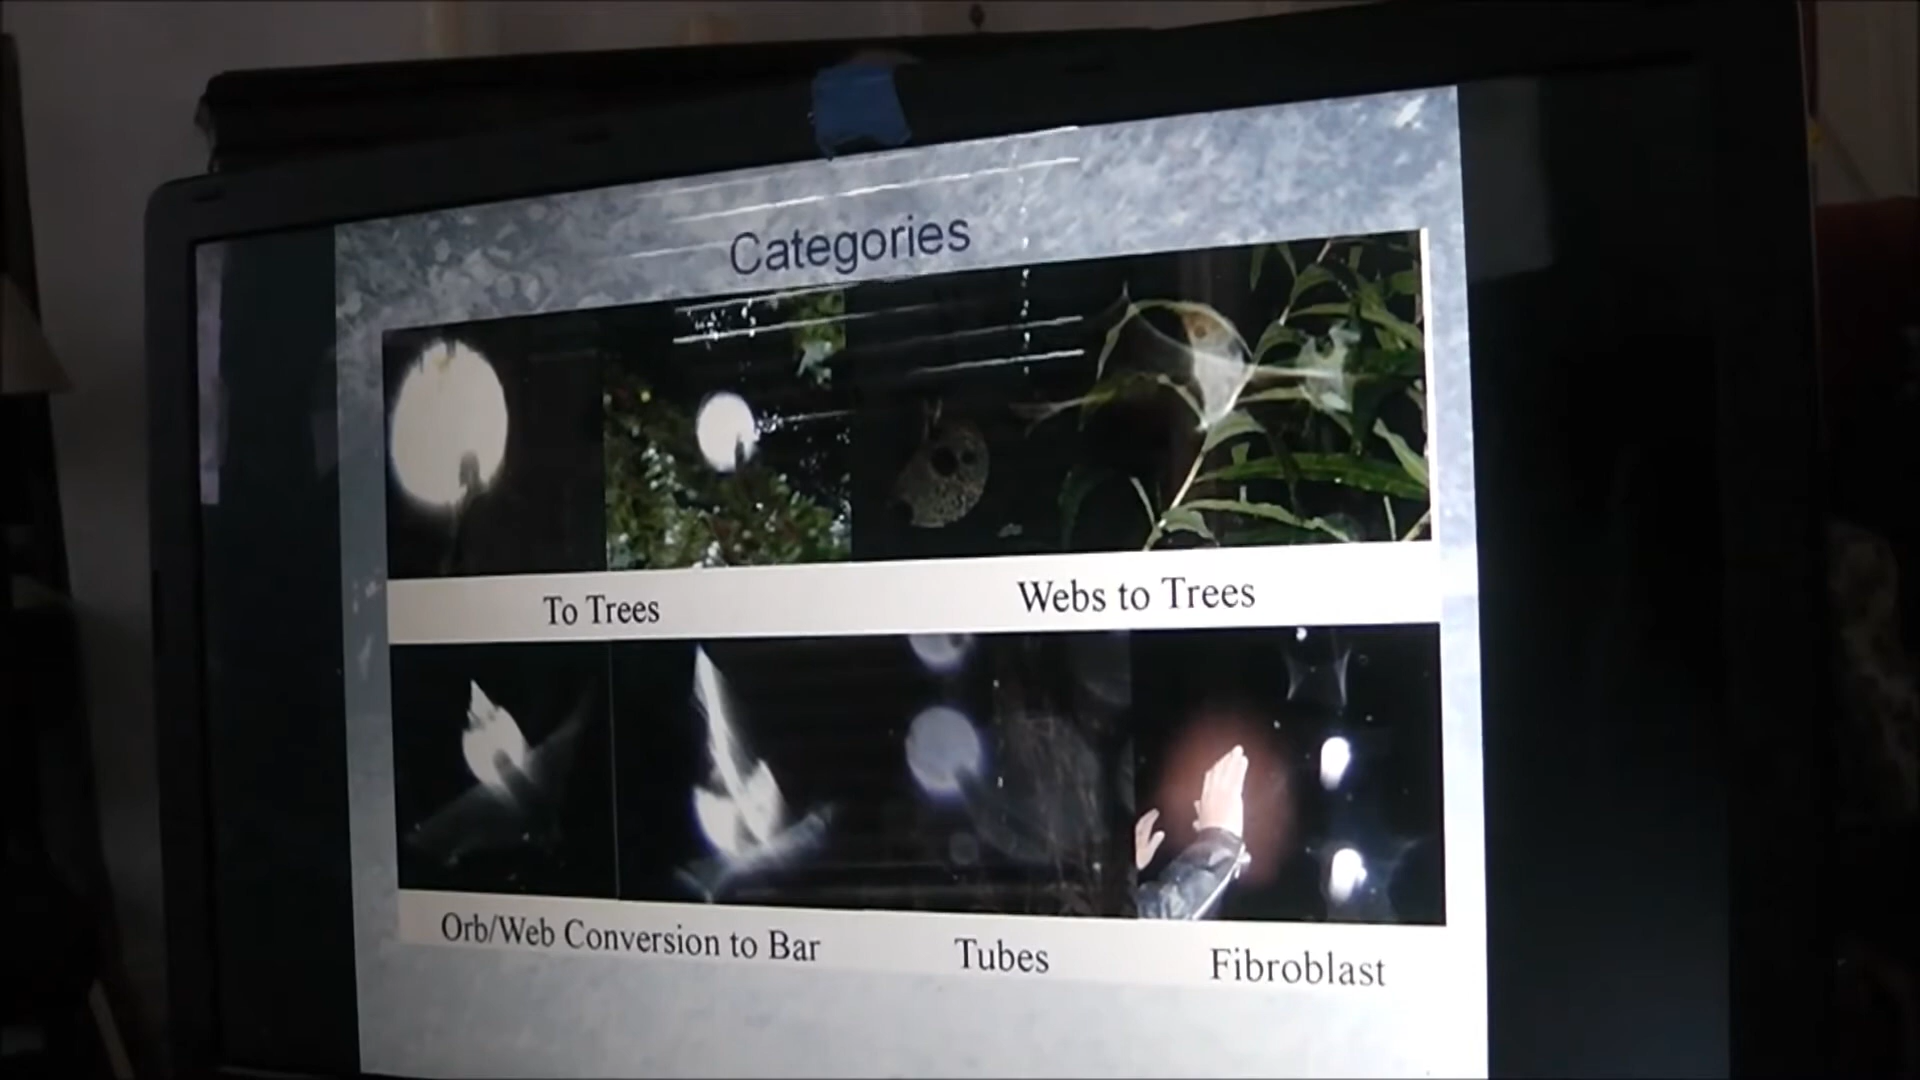 Categories
To Trees
Webs to Trees
Orb/Web Conversion to Bar
Tubes
Fibroblast